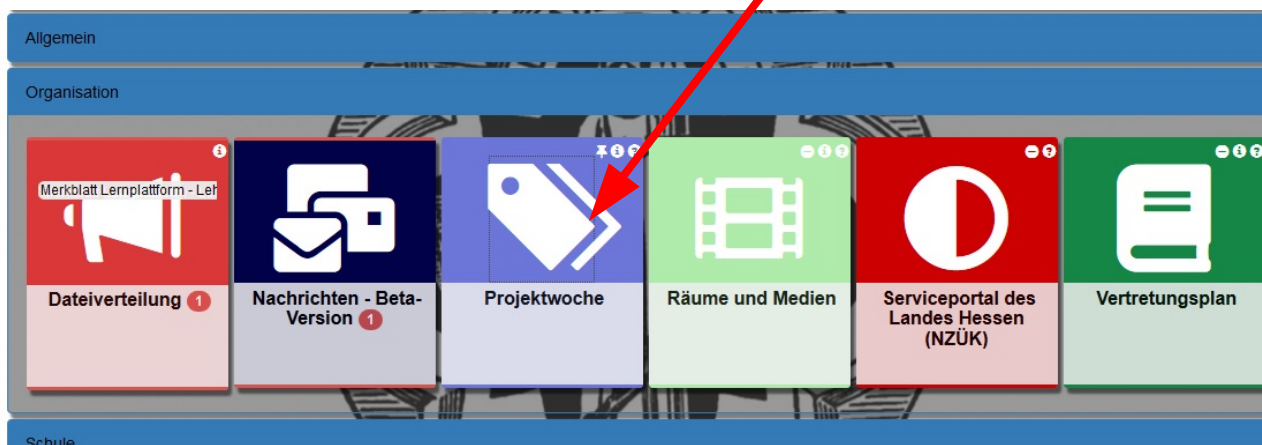 Allgemein
Organisation
Merkblatt Lernplattform - Leh
Dateiverteilung 1
Nachrichten - Beta-
Version 1
Projektwoche
Räume und Medien
Serviceportal des
Landes Hessen
(NZÜK)
Vertretungsplan
Schule